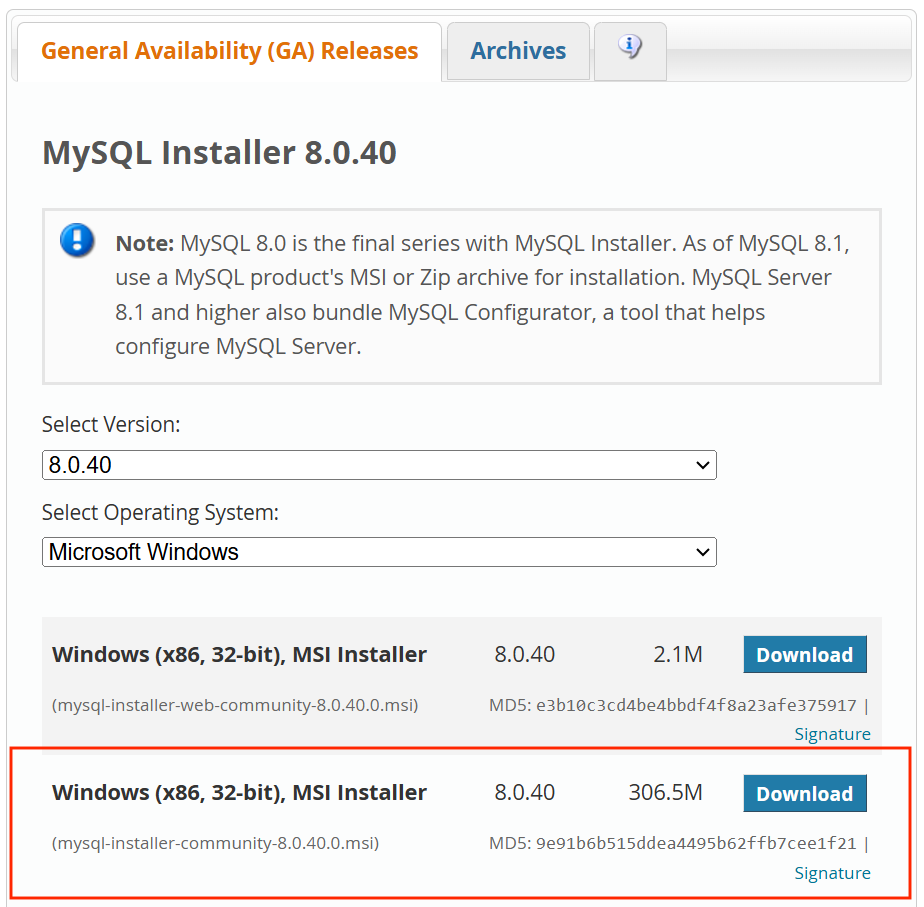 General Availability (GA) Releases
Archives
MySQL Installer 8.0.40
Note: MySQL 8.0 is the final series with MySQL Installer. As of MySQL 8.1,
use a MySQL product's MSI or Zip archive for installation. MySQL Server
8.1 and higher also bundle MySQL Configurator, a tool that helps
configure MySQL Server.
Select Version:
8.0.40
Select Operating System:
Microsoft Windows
Windows (x86, 32-bit), MSI Installer 8.0.40 2.1M Download
(mysql-installer-web-community-8.0.40.0.msi) MD5: e3b10c3cd4be4bbdf4f8a23afe375917 |
Signature
Windows (x86, 32-bit), MSI Installer 8.0.40 306.5M Download
(mysql-installer-community-8.0.40.0.msi) MD5: 9e91b6b515ddea4495b62ffb7cee1f21 |
Signature